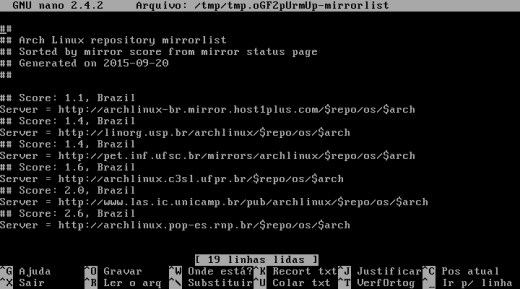 GNU nano 2.4.2 Arquivo: /tmp/tmp.oGF2pUrmUp-mirrorlist
##
## Arch Linux repository mirrorlist
## Sorted by mirror score from mirror status page
## Generated on 2015-09-20
##
## Score: 1.1, Brazil
Server = http://archlinux-br.mirror.host1plus.com/$repo/os/$arch
## Score: 1.4, Brazil
Server = http://linorg.usp.br/archlinux/$repo/os/$arch
## Score: 1.4, Brazil
Server = http://pet.inf.ufsc.br/mirrors/archlinux/$repo/os/$arch
## Score: 1.6, Brazil
Server = http://archlinux.c3sl.ufpr.br/$repo/os/$arch
## Score: 2.0, Brazil
Server = http://www.las.ic.unicamp.br/pub/archlinux/$repo/os/$arch
## Score: 2.6, Brazil
Server = http://archlinux.pop-es.rnp.br/$repo/os/$arch
[ 19 linhas lidas ]
^G Ajuda ^O Gravar ^W Onde está? ^K Recort txt ^J Justificar ^C Pos atual
^X Sair ^R Ler o arq ^\ Substituir ^U Colar txt ^T VerfOrtog ^_ Ir p/ linha